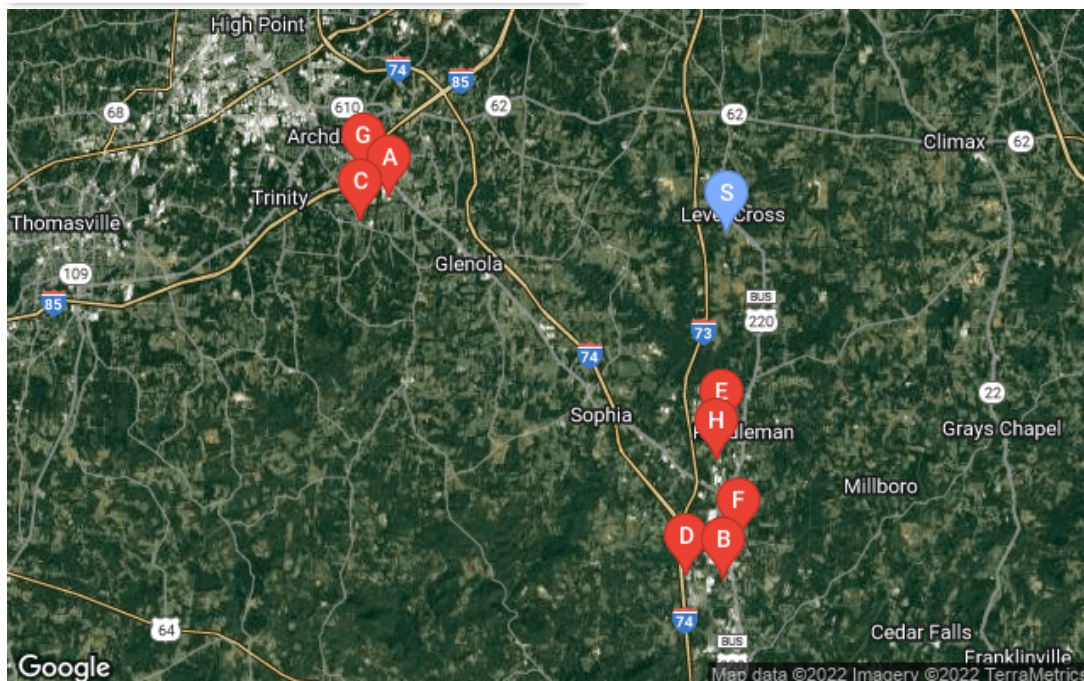 High Point
74
85
68
610
62
62
Archd
G
A
Climax
62
C
S
Trinity
Level Cross
Thomasville
Glenola
109
85
BUS
220
73
74
E
22
Sophia
H
Grays Chapel
Millboro
F
D
B
74
64
Cedar Falls
BUS
Franklinville
Google
Map data ©2022 Imagery ©2022 TerraMetrics